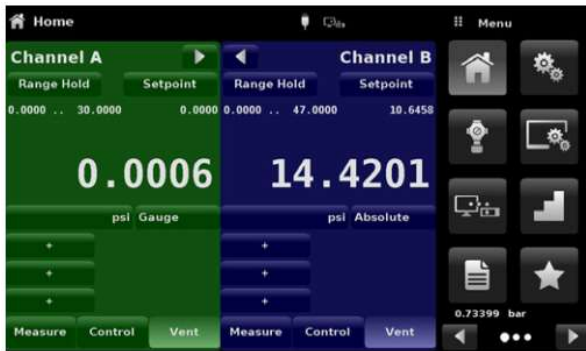 Home
Menu
Channel A
Channel B
Range Hold Setpoint
Range Hold Setpoint
0.0000 .. 30.0000 0.0000
0.0000 .. 47.0000 10.6458
0.0006
14.4201
psi Gauge
psi Absolute
+
+
+
+
+
+
Measure Control Vent
Measure Control Vent
0.73399 bar